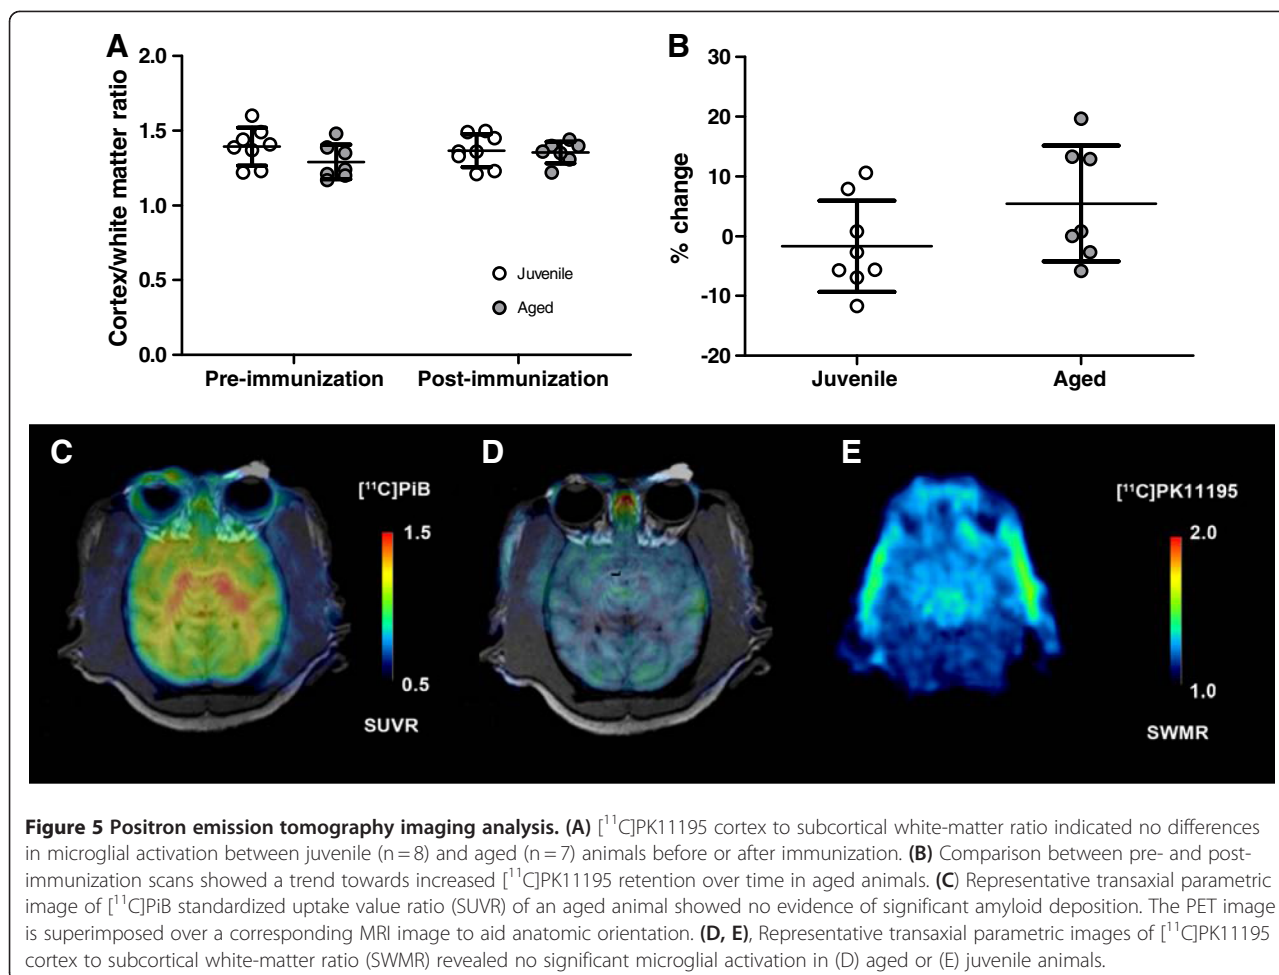 A
B
2.0
1.5
1.0
0.5
0.0
Cortex/white matter ratio
Juvenile
Aged
Pre-immunization
Post-immunization
30
20
10
0
-10
-20
% change
Juvenile
Aged
C
D
E
[¹¹C]PiB
1.5
0.5
SUVR
[¹¹C]PK11195
2.0
1.0
SWMR
Figure 5 Positron emission tomography imaging analysis. (A) [¹¹C]PK11195 cortex to subcortical white-matter ratio indicated no differences
in microglial activation between juvenile (n = 8) and aged (n = 7) animals before or after immunization. (B) Comparison between pre- and post-
immunization scans showed a trend towards increased [¹¹C]PK11195 retention over time in aged animals. (C) Representative transaxial parametric
image of [¹¹C]PiB standardized uptake value ratio (SUVR) of an aged animal showed no evidence of significant amyloid deposition. The PET image
is superimposed over a corresponding MRI image to aid anatomic orientation. (D, E), Representative transaxial parametric images of [¹¹C]PK11195
cortex to subcortical white-matter ratio (SWMR) revealed no significant microglial activation in (D) aged or (E) juvenile animals.